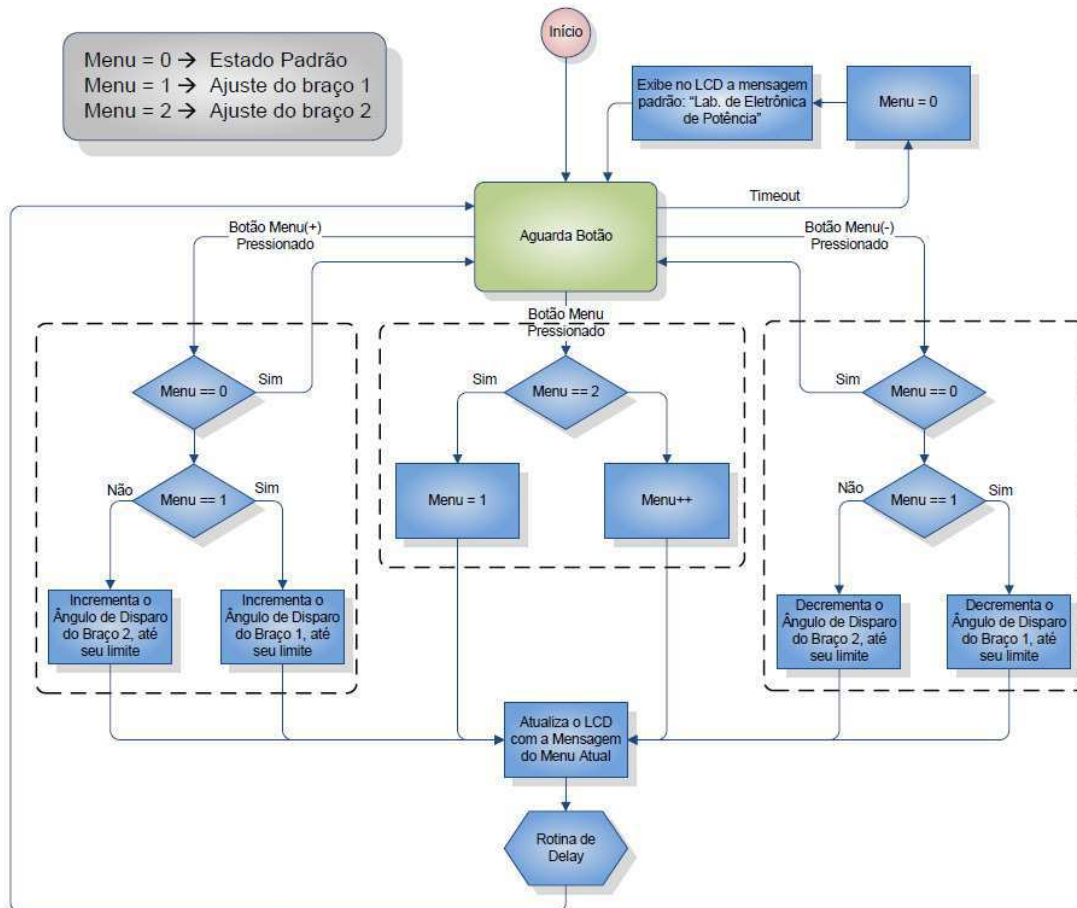 Início
Menu = 0 → Estado Padrão
Menu = 1 → Ajuste do braço 1
Menu = 2 → Ajuste do braço 2
Exibe no LCD a mensagem
padrão: “Lab. de Eletrônica
de Potência”
Menu = 0
Timeout
Aguarda Botão
Botão Menu(+)
Pressionado
Botão Menu(-)
Pressionado
Botão Menu
Pressionado
Menu == 0
Sim
Sim
Menu == 2
Sim
Menu == 0
Não
Menu == 1
Sim
Menu = 1
Menu++
Não
Menu == 1
Sim
Incrementa o
Ângulo de Disparo
do Braço 2, até
seu limite
Incrementa o
Ângulo de Disparo
do Braço 1, até
seu limite
Decrementa o
Ângulo de Disparo
do Braço 2, até
seu limite
Decrementa o
Ângulo de Disparo
do Braço 1, até
seu limite
Atualiza o LCD
com a Mensagem
do Menu Atual
Rotina de
Delay